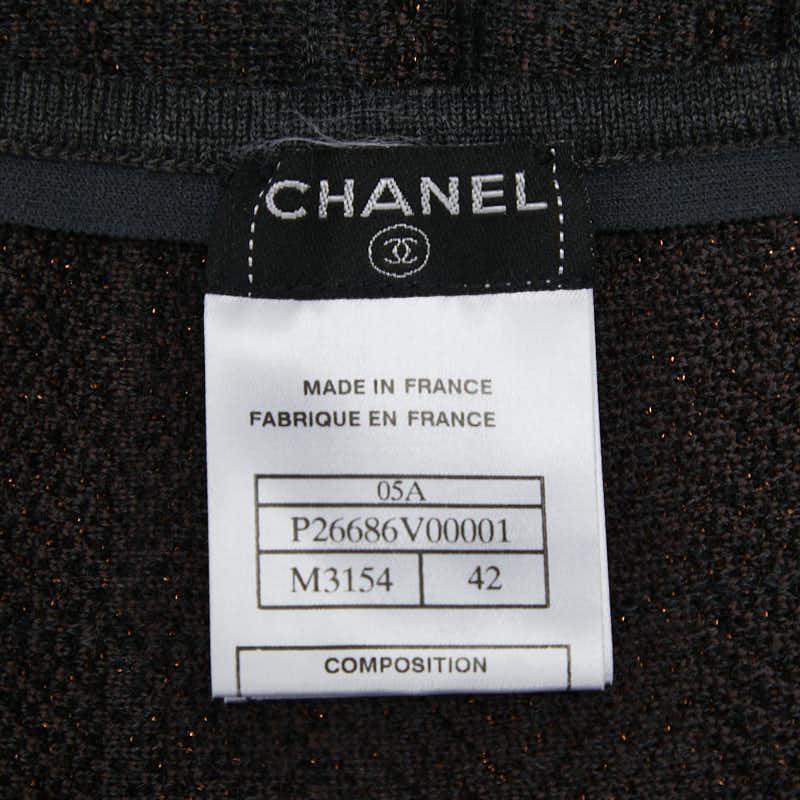 CHANEL
MADE IN FRANCE
FABRIQUE EN FRANCE
05A
P26686V00001
M3154 42
COMPOSITION